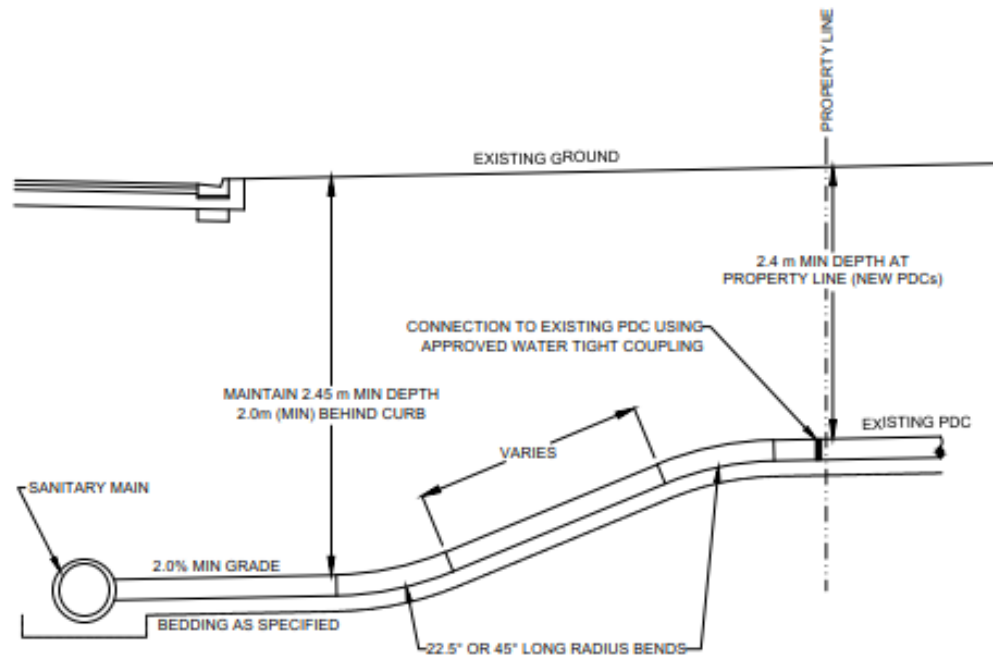 PROPERTY LINE
EXISTING GROUND
2.4 m MIN DEPTH AT
PROPERTY LINE (NEW PDCs)
CONNECTION TO EXISTING PDC USING
APPROVED WATER TIGHT COUPLING
MAINTAIN 2.45 m MIN DEPTH
2.0m (MIN) BEHIND CURB
EXISTING PDC
VARIES
SANITARY MAIN
2.0% MIN GRADE
BEDDING AS SPECIFIED
22.5° OR 45° LONG RADIUS BENDS